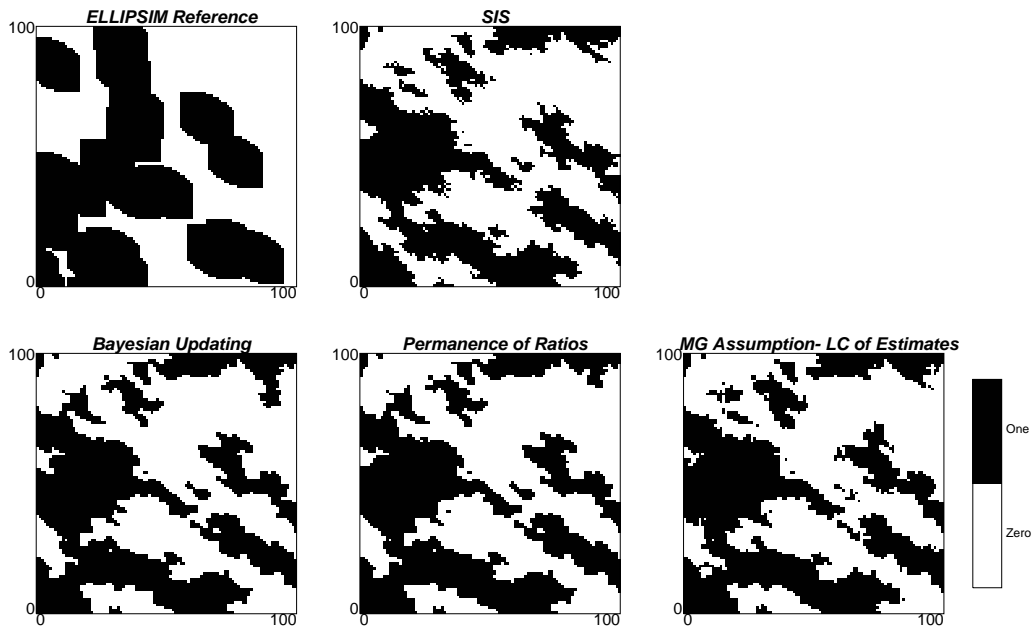 ELLIPSIM Reference
SIS
100
100
0
0
0
100
0
100
Bayesian Updating
Permanence of Ratios
MG Assumption- LC of Estimates
100
100
100
One
Zero
0
0
0
0
100
0
100
0
100